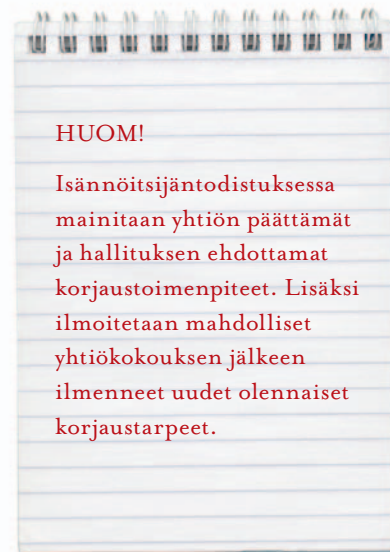 HUOM!
Isännöitsijäntodistuksessa
mainitaan yhtiön päättämät
ja hallituksen ehdottamat
korjaustoimenpiteet. Lisäksi
ilmoitetaan mahdolliset
yhtiökokouksen jälkeen
ilmenneet uudet olennaiset
korjaustarpeet.